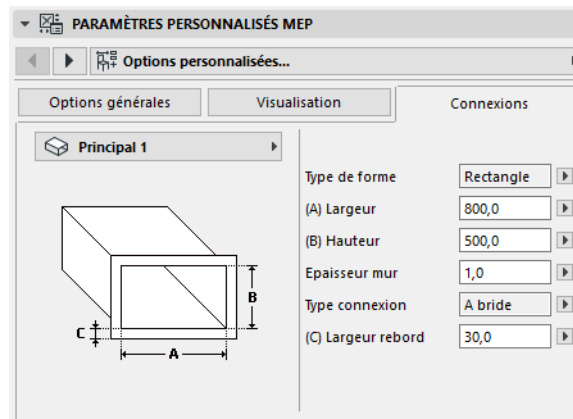 PARAMÈTRES PERSONNALISÉS MEP
Options personnalisées...
Options générales
Visualisation
Connexions
Principal 1
Type de forme Rectangle
(A) Largeur 800,0
(B) Hauteur 500,0
Epaisseur mur 1,0
Type connexion A bride
(C) Largeur rebord 30,0
B
C
A